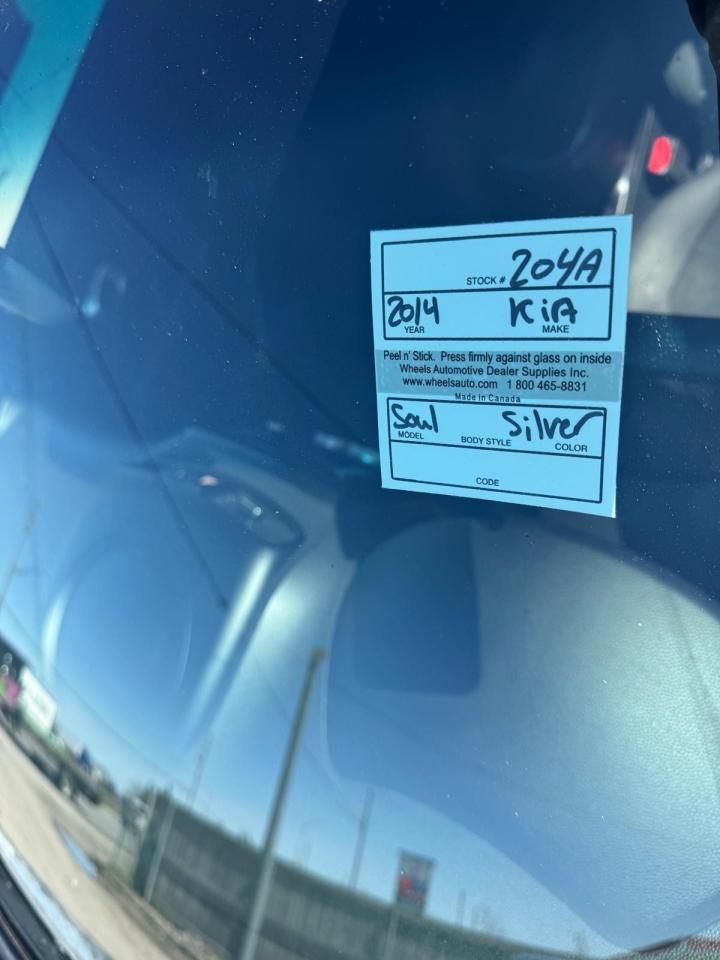 STOCK # 204A
2014 KiA
YEAR MAKE
Peel n' Stick. Press firmly against glass on inside
Wheels Automotive Dealer Supplies Inc.
www.wheelsauto.com 1 800 465-8831
Made in Canada
Soul Silver
MODEL BODY STYLE COLOR
CODE